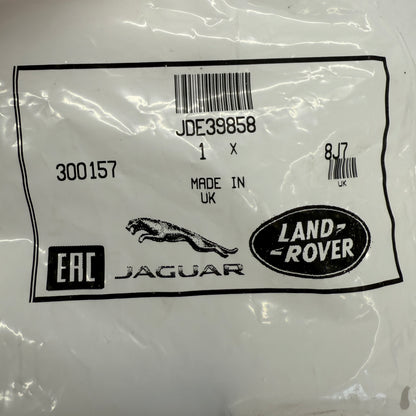 JDE39858
1 X
8J7
300157
MADE IN
UK
UK
EAC
JAGUAR
LAND-
-ROVER